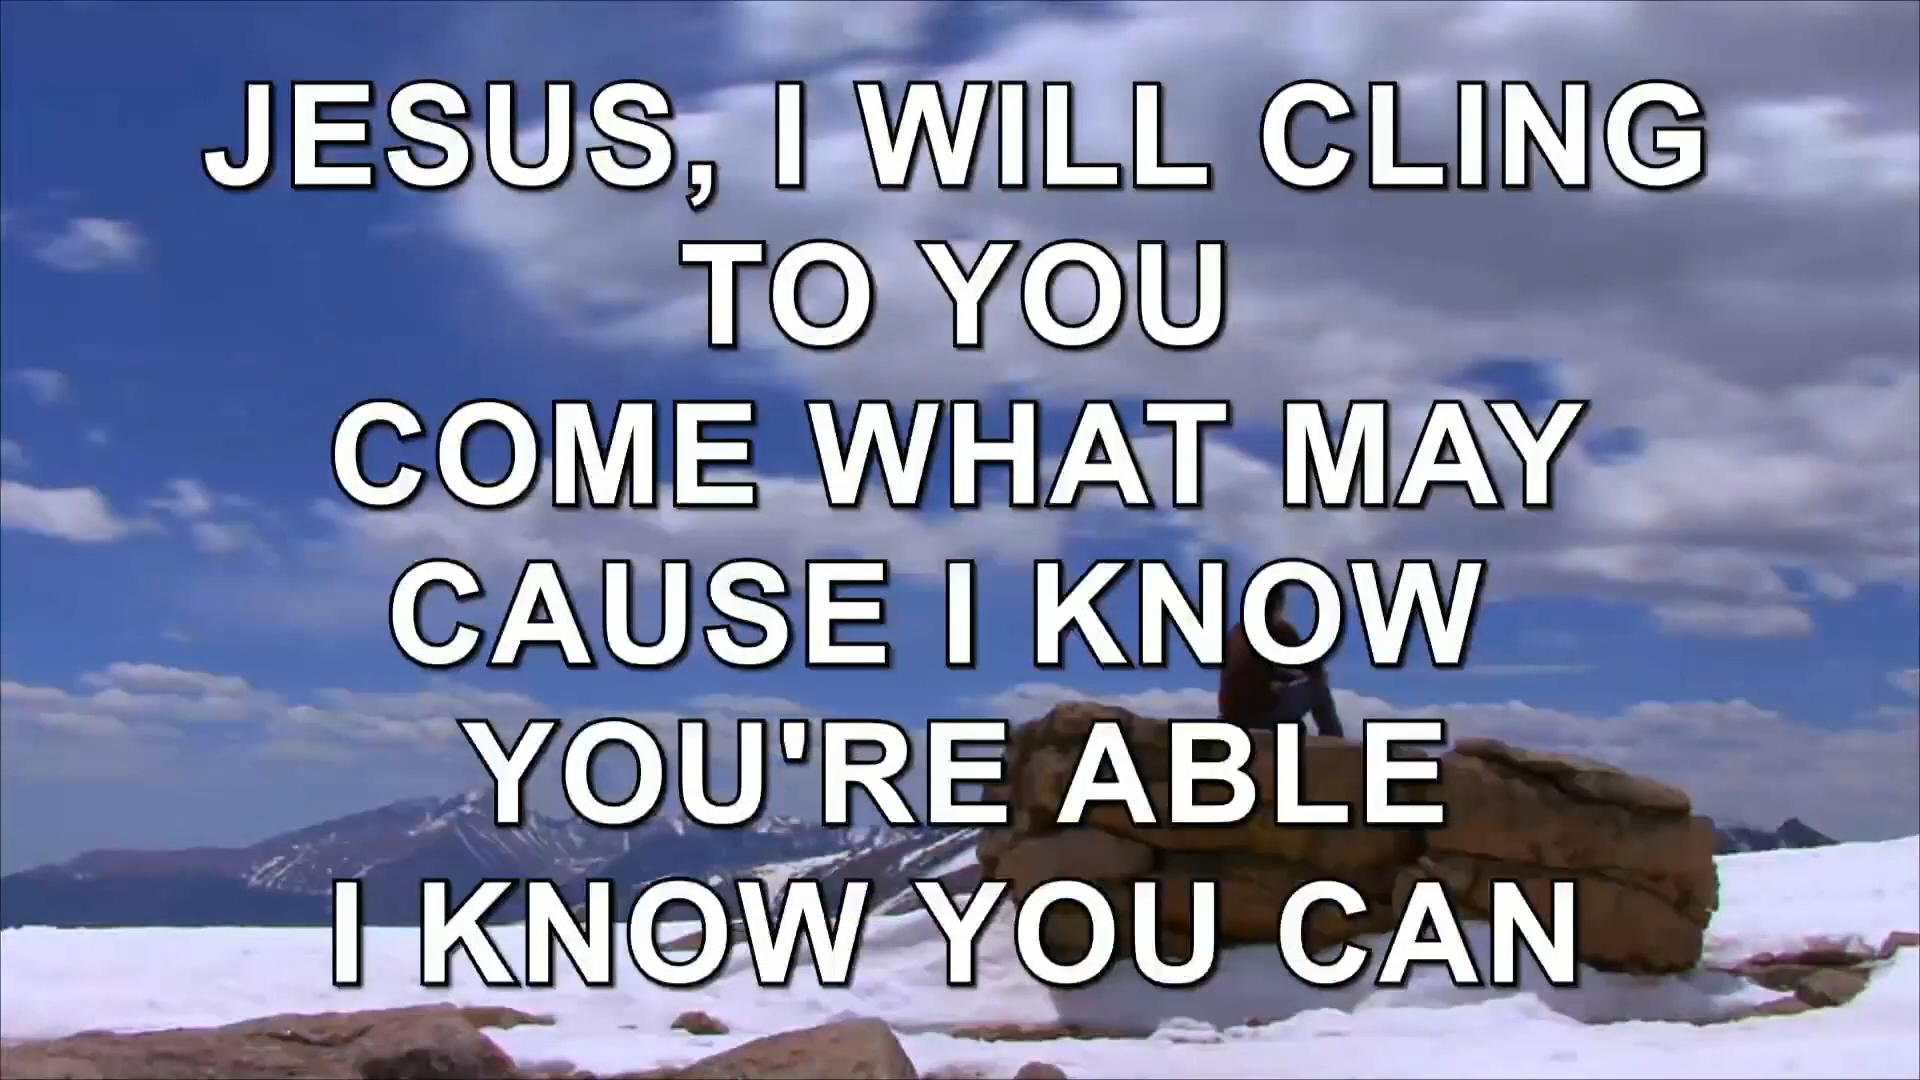 JESUS, I WILL CLING
TO YOU
COME WHAT MAY
CAUSE I KNOW
YOU'RE ABLE
I KNOW YOU CAN